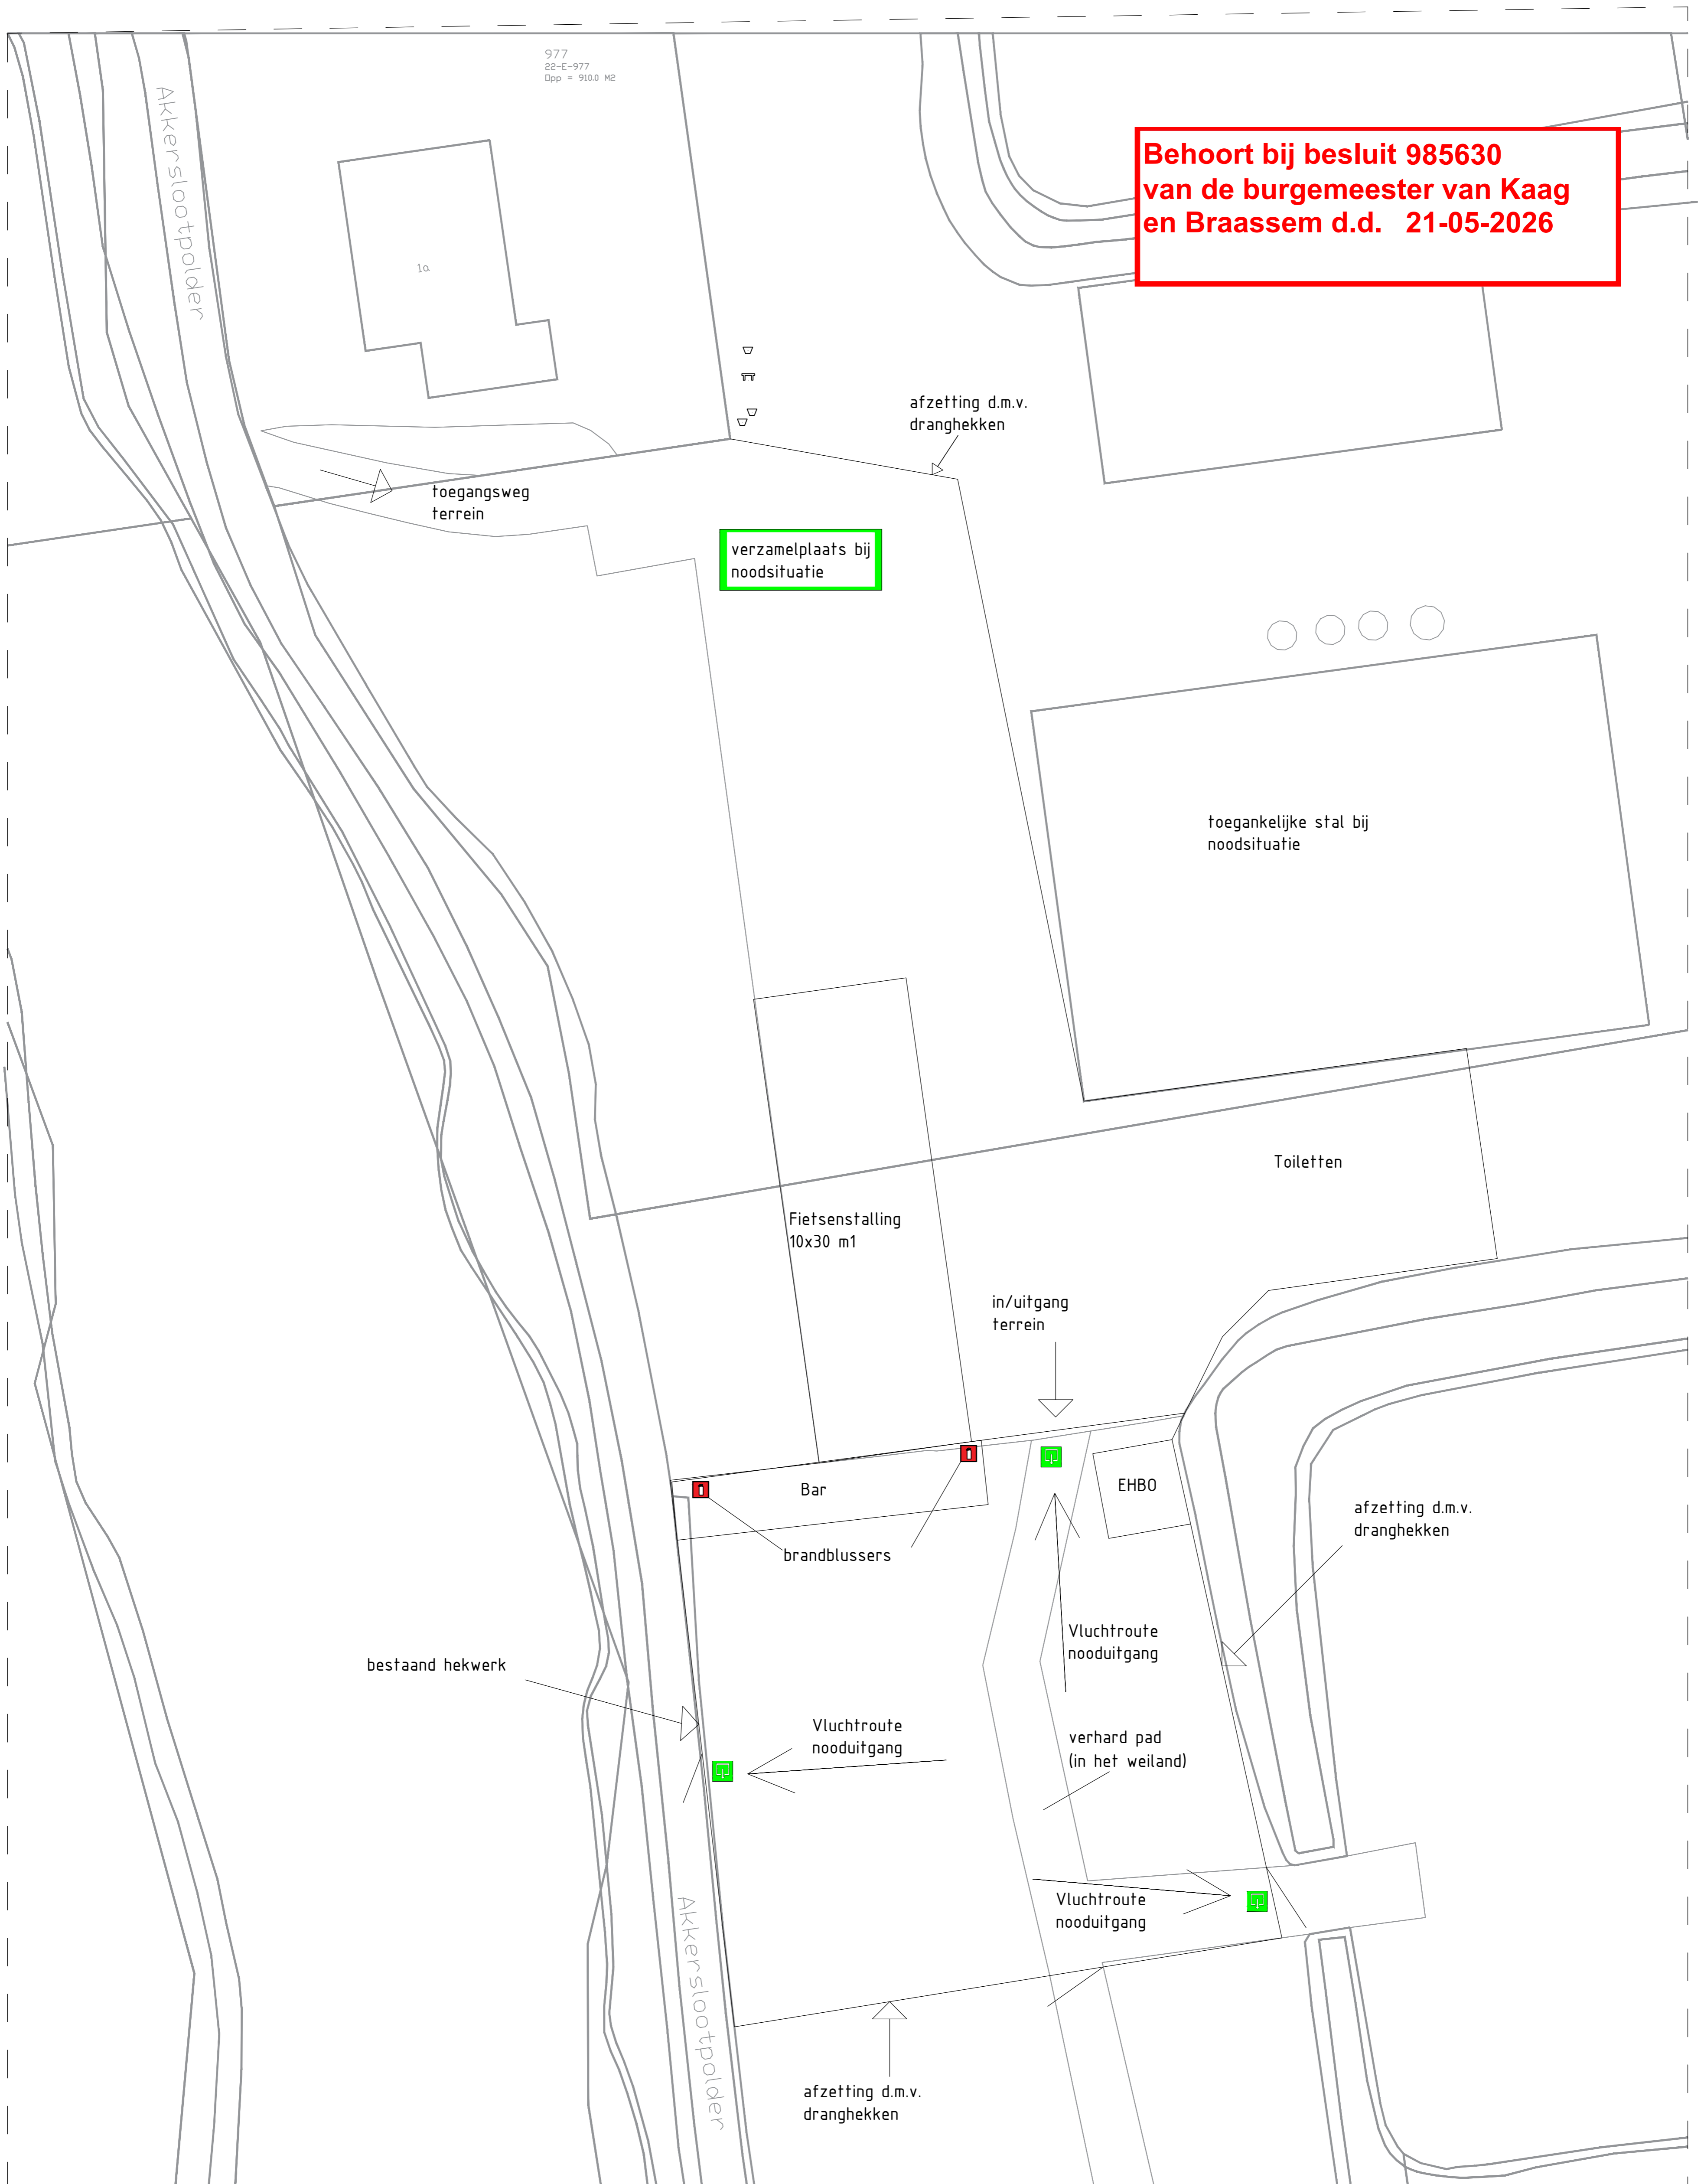 977
22-E-977
Opp = 910.0 M2
Akkerslootpolder
Behoort bij besluit 985630
van de burgemeester van Kaag
en Braassem d.d. 21-05-2026
1a
afzetting d.m.v.
dranghekken
toegangsweg
terrein
verzamelplaats bij
noodsituatie
toegankelijke stal bij
noodsituatie
Toiletten
Fietsenstalling
10x30 m1
in/uitgang
terrein
Bar
EHBO
afzetting d.m.v.
dranghekken
brandblussers
Vluchtroute
nooduitgang
bestaand hekwerk
Vluchtroute
nooduitgang
verhard pad
(in het weiland)
Vluchtroute
nooduitgang
Akkerslootpolder
afzetting d.m.v.
dranghekken